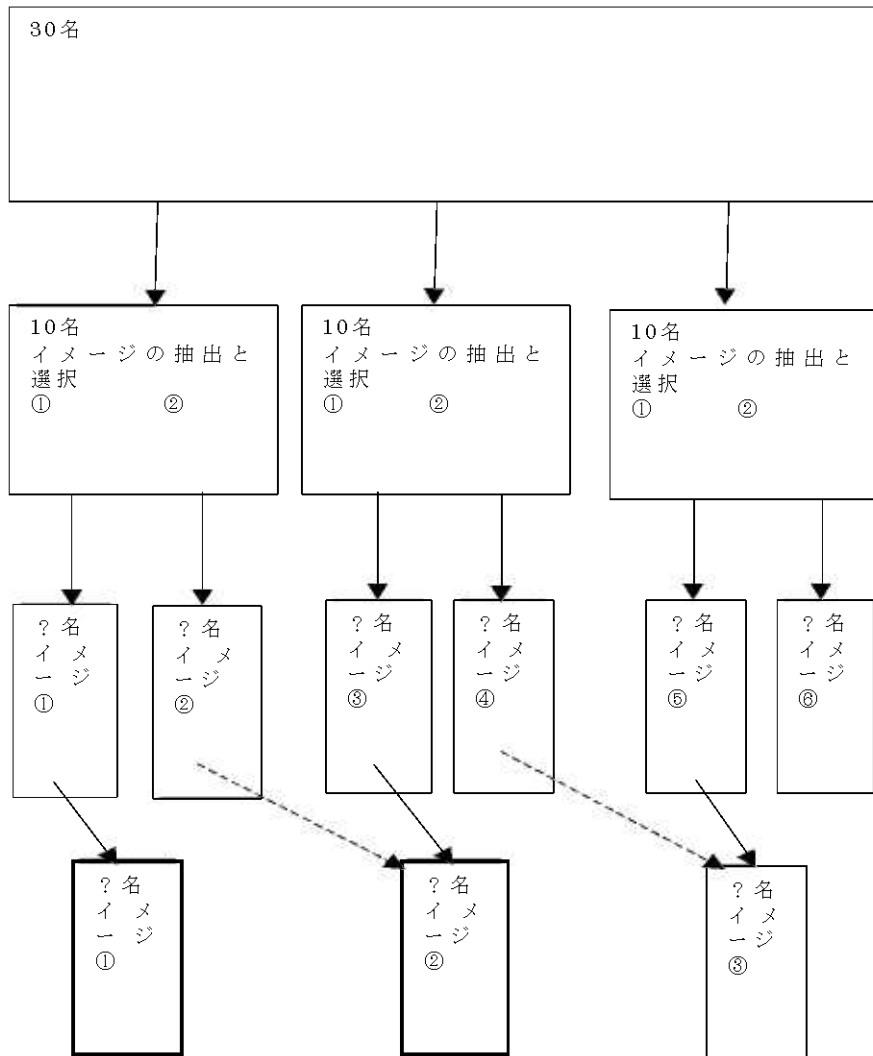 30名
10名
イメージの抽出と
選択
① ②
10名
イメージの抽出と
選択
① ②
10名
イメージの抽出と
選択
① ②
？名
イメ
ージ
①
？名
イメ
ージ
②
？名
イメ
ージ
③
？名
イメ
ージ
④
？名
イメ
ージ
⑤
？名
イメ
ージ
⑥
？名
イメ
ージ
①
？名
イメ
ージ
②
？名
イメ
ージ
③